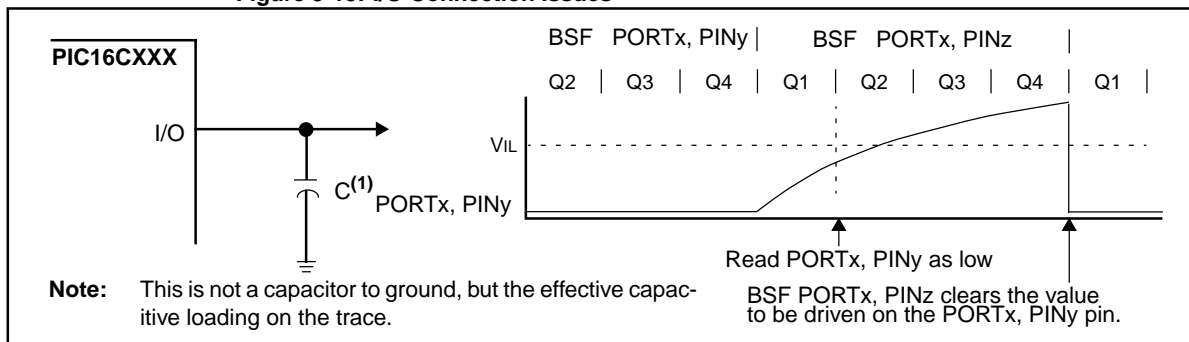 PIC16CXXX
I/O
C(1)
BSF PORTx, PINy | BSF PORTx, PINz |
Q2 | Q3 | Q4 | Q1 | Q2 | Q3 | Q4 | Q1 |
VIL
PORTx, PINy
Read PORTx, PINy as low
BSF PORTx, PINz clears the value
to be driven on the PORTx, PINy pin.
Note: This is not a capacitor to ground, but the effective capac-
itive loading on the trace.